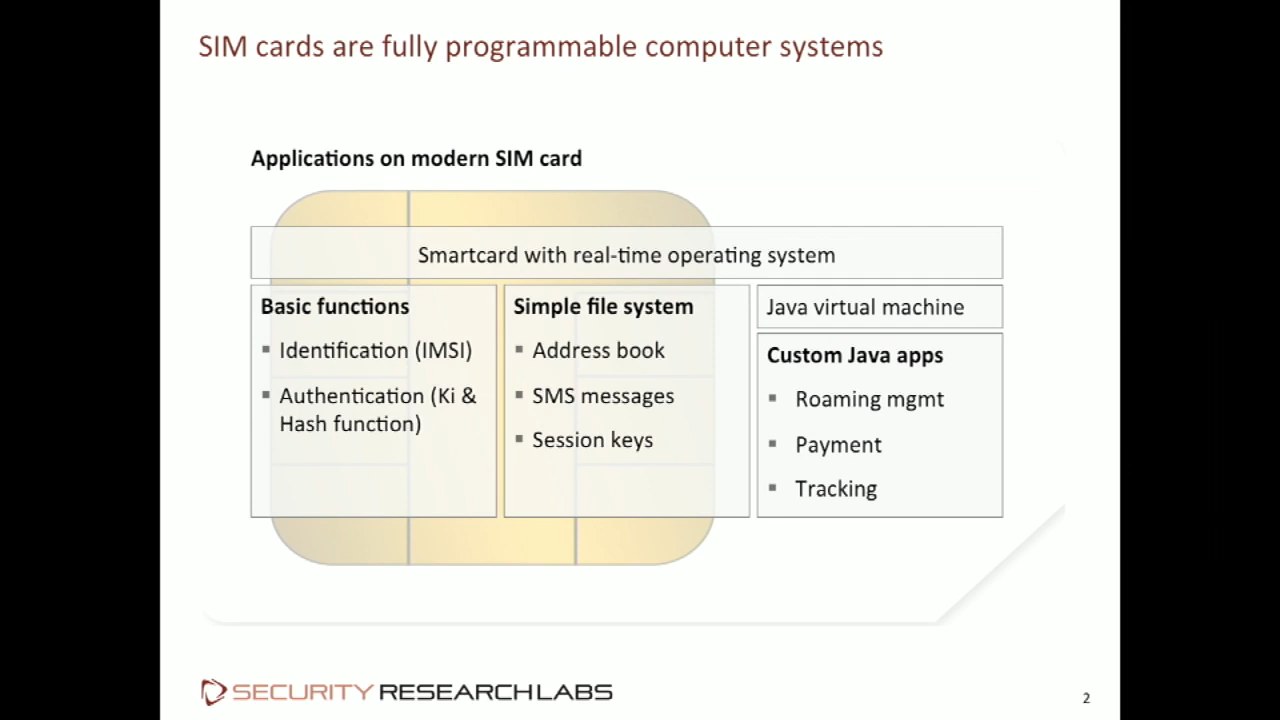 SIM cards are fully programmable computer systems
Applications on modern SIM card
Smartcard with real-time operating system
Basic functions
▪ Identification (IMSI)
▪ Authentication (Ki &
Hash function)
Simple file system
▪ Address book
▪ SMS messages
▪ Session keys
Java virtual machine
Custom Java apps
▪ Roaming mgmt
▪ Payment
▪ Tracking
SECURITY RESEARCH LABS
2